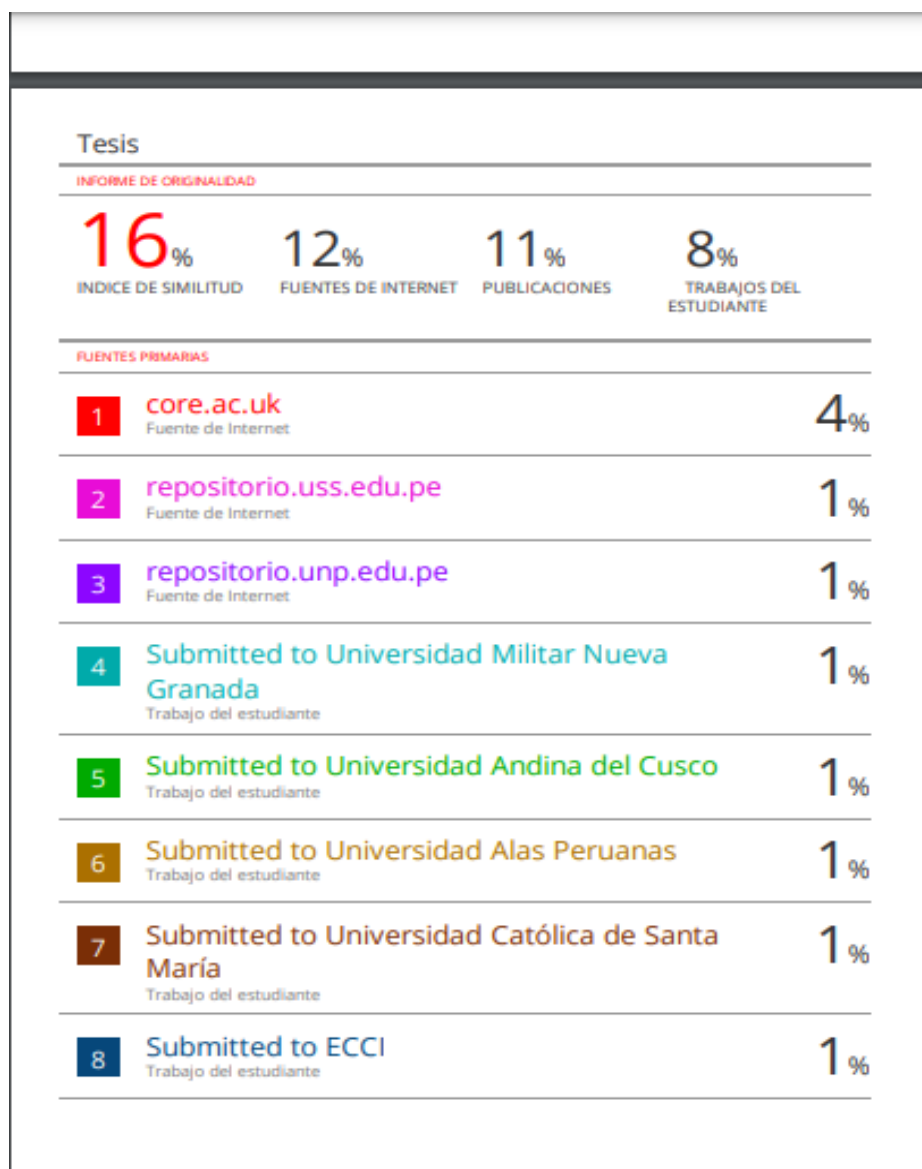 Tesis
INFORME DE ORIGINALIDAD
16% 12% 11% 8%
INDICE DE SIMILITUD FUENTES DE INTERNET PUBLICACIONES TRABAJOS DEL
ESTUDIANTE
FUENTES PRIMARIAS
1 core.ac.uk 4%
Fuente de Internet
2 repositorio.uss.edu.pe 1%
Fuente de Internet
3 repositorio.unp.edu.pe 1%
Fuente de Internet
4 Submitted to Universidad Militar Nueva 1%
Granada
Trabajo del estudiante
5 Submitted to Universidad Andina del Cusco 1%
Trabajo del estudiante
6 Submitted to Universidad Alas Peruanas 1%
Trabajo del estudiante
7 Submitted to Universidad Católica de Santa 1%
María
Trabajo del estudiante
8 Submitted to ECCI 1%
Trabajo del estudiante